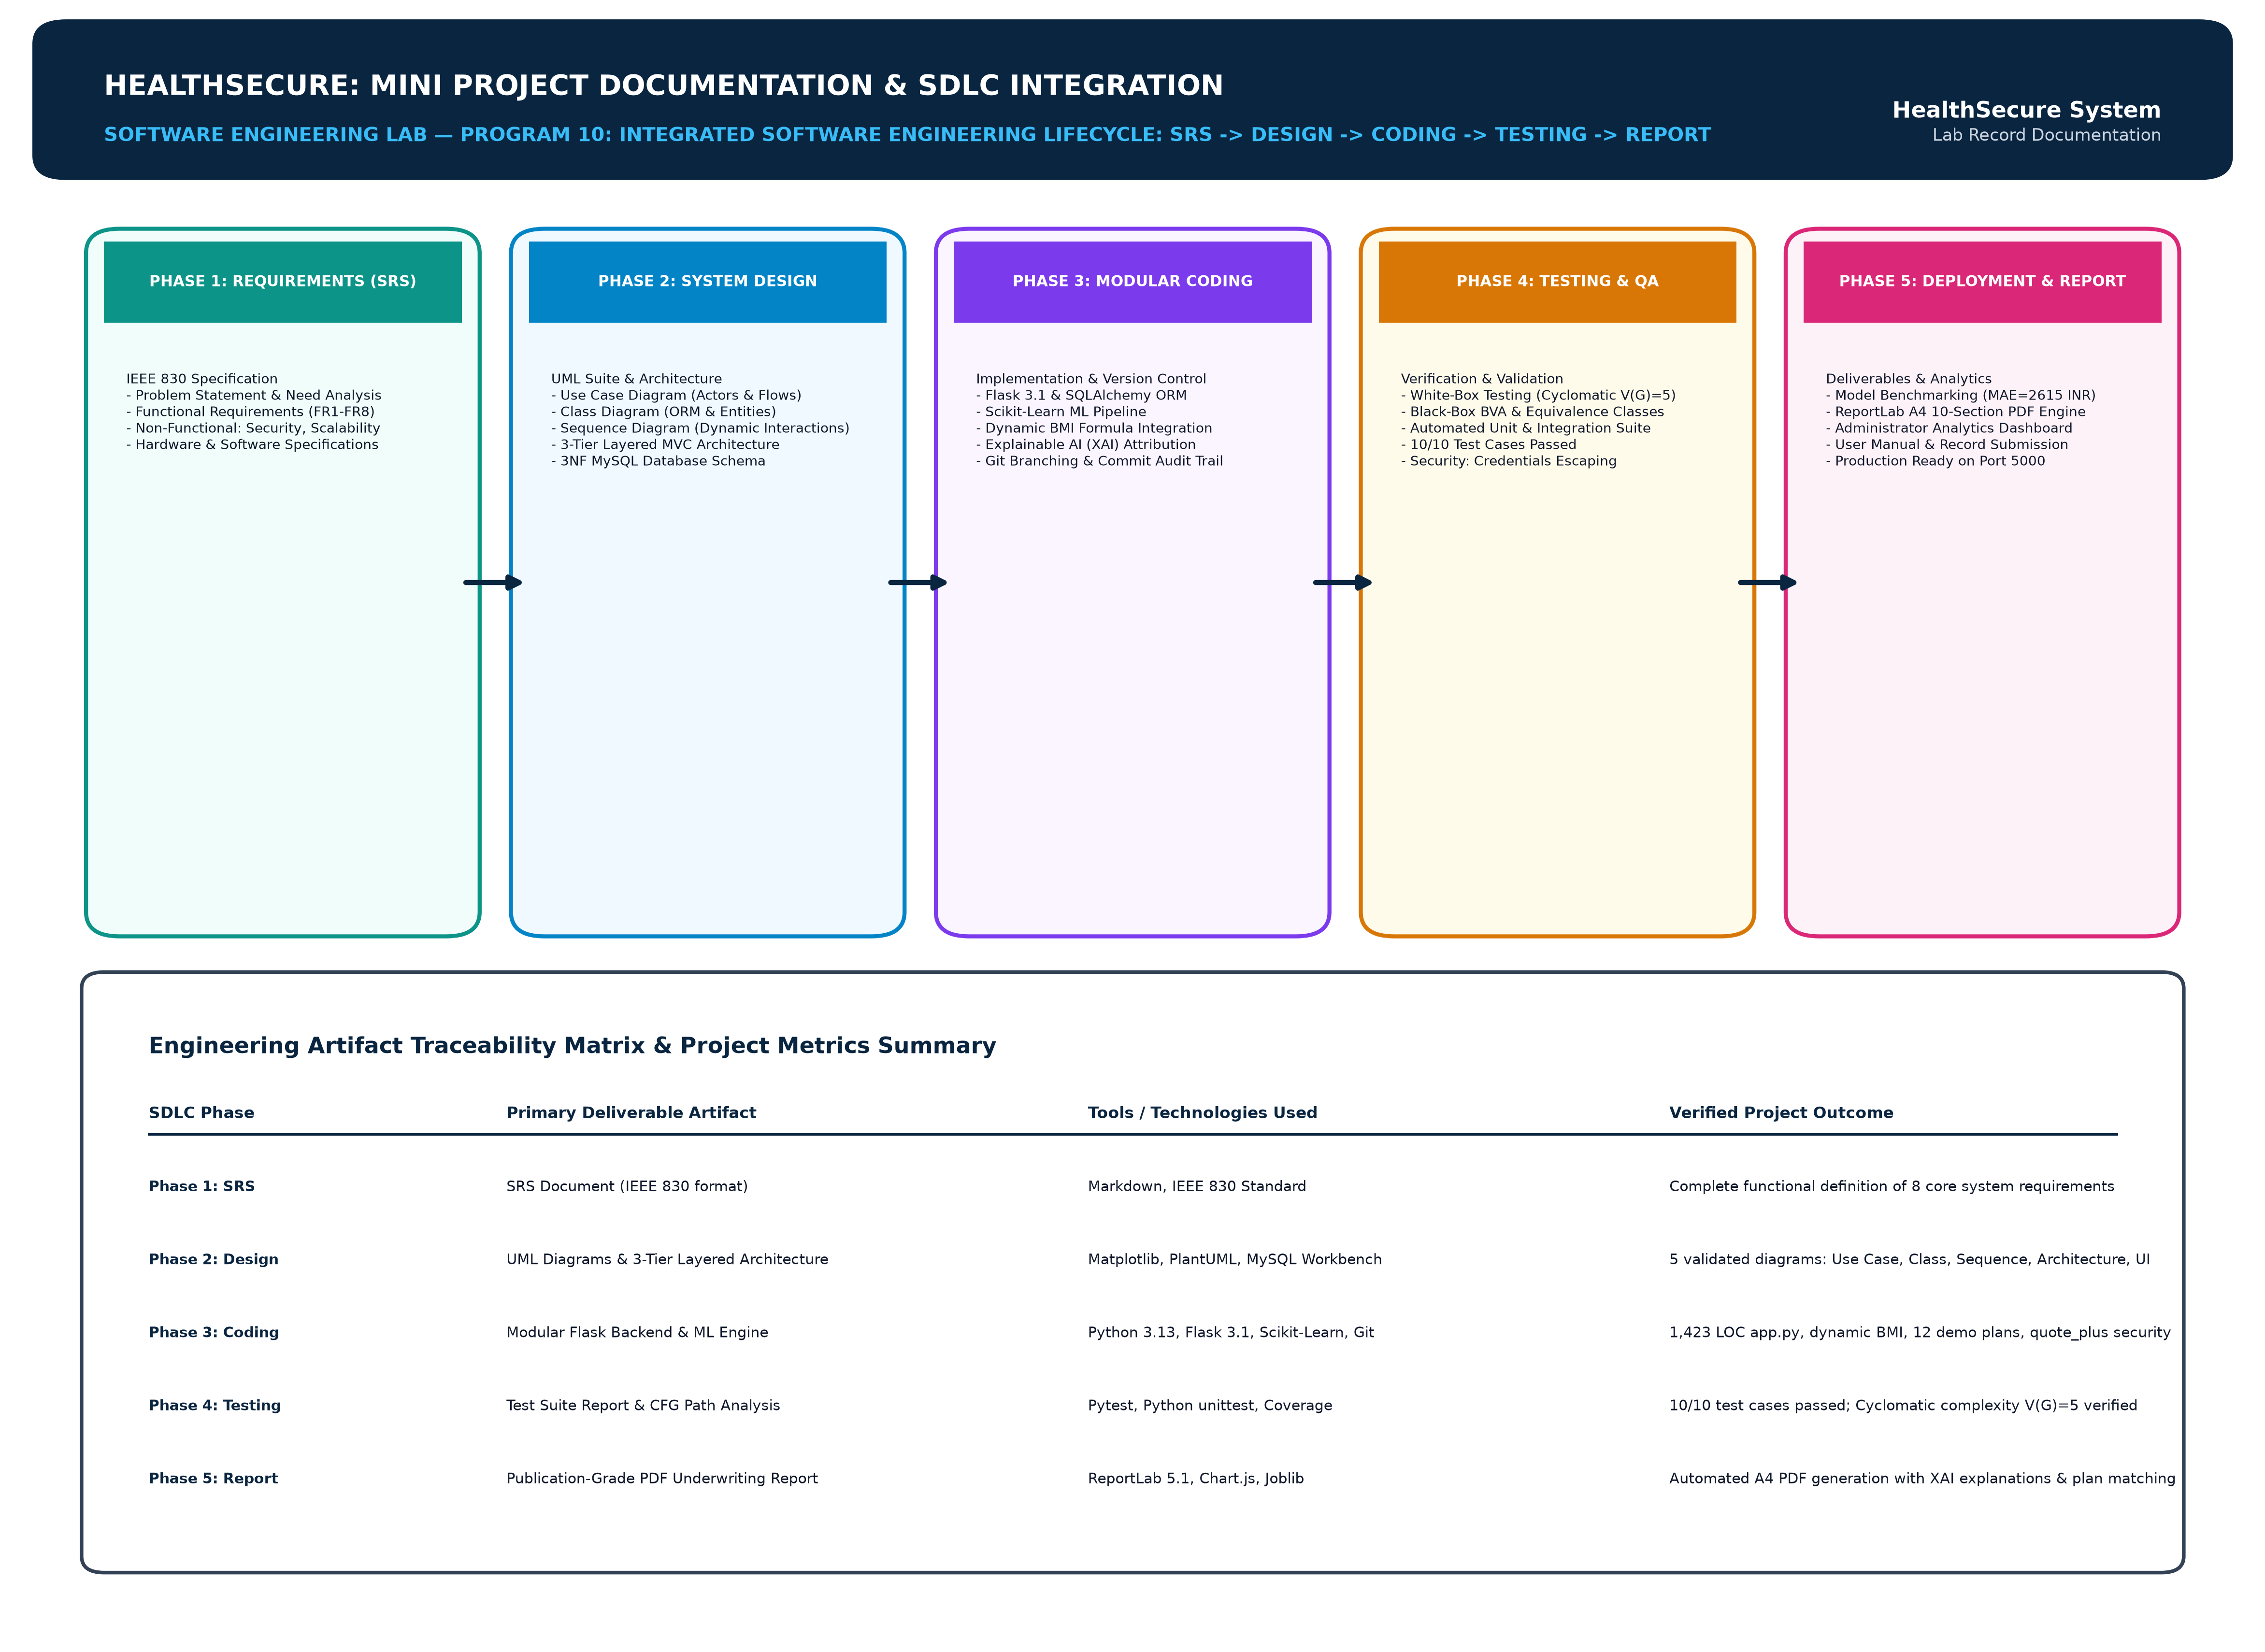 HEALTHSECURE: MINI PROJECT DOCUMENTATION & SDLC INTEGRATION
SOFTWARE ENGINEERING LAB — PROGRAM 10: INTEGRATED SOFTWARE ENGINEERING LIFECYCLE: SRS -> DESIGN -> CODING -> TESTING -> REPORT
HealthSecure System
Lab Record Documentation
PHASE 1: REQUIREMENTS (SRS)
IEEE 830 Specification
- Problem Statement & Need Analysis
- Functional Requirements (FR1-FR8)
- Non-Functional: Security, Scalability
- Hardware & Software Specifications
PHASE 2: SYSTEM DESIGN
UML Suite & Architecture
- Use Case Diagram (Actors & Flows)
- Class Diagram (ORM & Entities)
- Sequence Diagram (Dynamic Interactions)
- 3-Tier Layered MVC Architecture
- 3NF MySQL Database Schema
PHASE 3: MODULAR CODING
Implementation & Version Control
- Flask 3.1 & SQLAlchemy ORM
- Scikit-Learn ML Pipeline
- Dynamic BMI Formula Integration
- Explainable AI (XAI) Attribution
- Git Branching & Commit Audit Trail
PHASE 4: TESTING & QA
Verification & Validation
- White-Box Testing (Cyclomatic V(G)=5)
- Black-Box BVA & Equivalence Classes
- Automated Unit & Integration Suite
- 10/10 Test Cases Passed
- Security: Credentials Escaping
PHASE 5: DEPLOYMENT & REPORT
Deliverables & Analytics
- Model Benchmarking (MAE=2615 INR)
- ReportLab A4 10-Section PDF Engine
- Administrator Analytics Dashboard
- User Manual & Record Submission
- Production Ready on Port 5000
Engineering Artifact Traceability Matrix & Project Metrics Summary
SDLC Phase Primary Deliverable Artifact Tools / Technologies Used Verified Project Outcome
Phase 1: SRS SRS Document (IEEE 830 format) Markdown, IEEE 830 Standard Complete functional definition of 8 core system requirements
Phase 2: Design UML Diagrams & 3-Tier Layered Architecture Matplotlib, PlantUML, MySQL Workbench 5 validated diagrams: Use Case, Class, Sequence, Architecture, UI
Phase 3: Coding Modular Flask Backend & ML Engine Python 3.13, Flask 3.1, Scikit-Learn, Git 1,423 LOC app.py, dynamic BMI, 12 demo plans, quote_plus security
Phase 4: Testing Test Suite Report & CFG Path Analysis Pytest, Python unittest, Coverage 10/10 test cases passed; Cyclomatic complexity V(G)=5 verified
Phase 5: Report Publication-Grade PDF Underwriting Report ReportLab 5.1, Chart.js, Joblib Automated A4 PDF generation with XAI explanations & plan matching